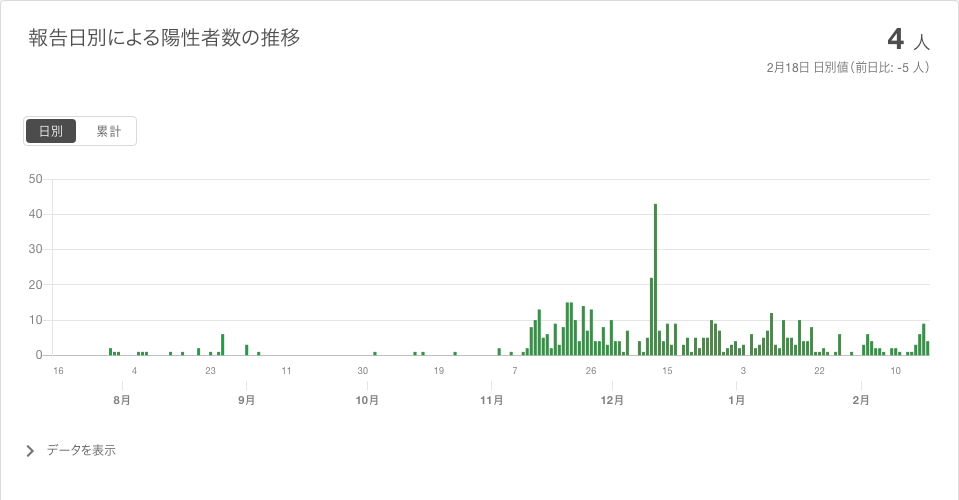 報告日別による陽性者数の推移
4 人
2月18日 日別値（前日比: -5 人）
日別 累計
50
40
30
20
10
0
16 4 23 11 30 19 7 26 15 3 22 10
8月 9月 10月 11月 12月 1月 2月
データを表示